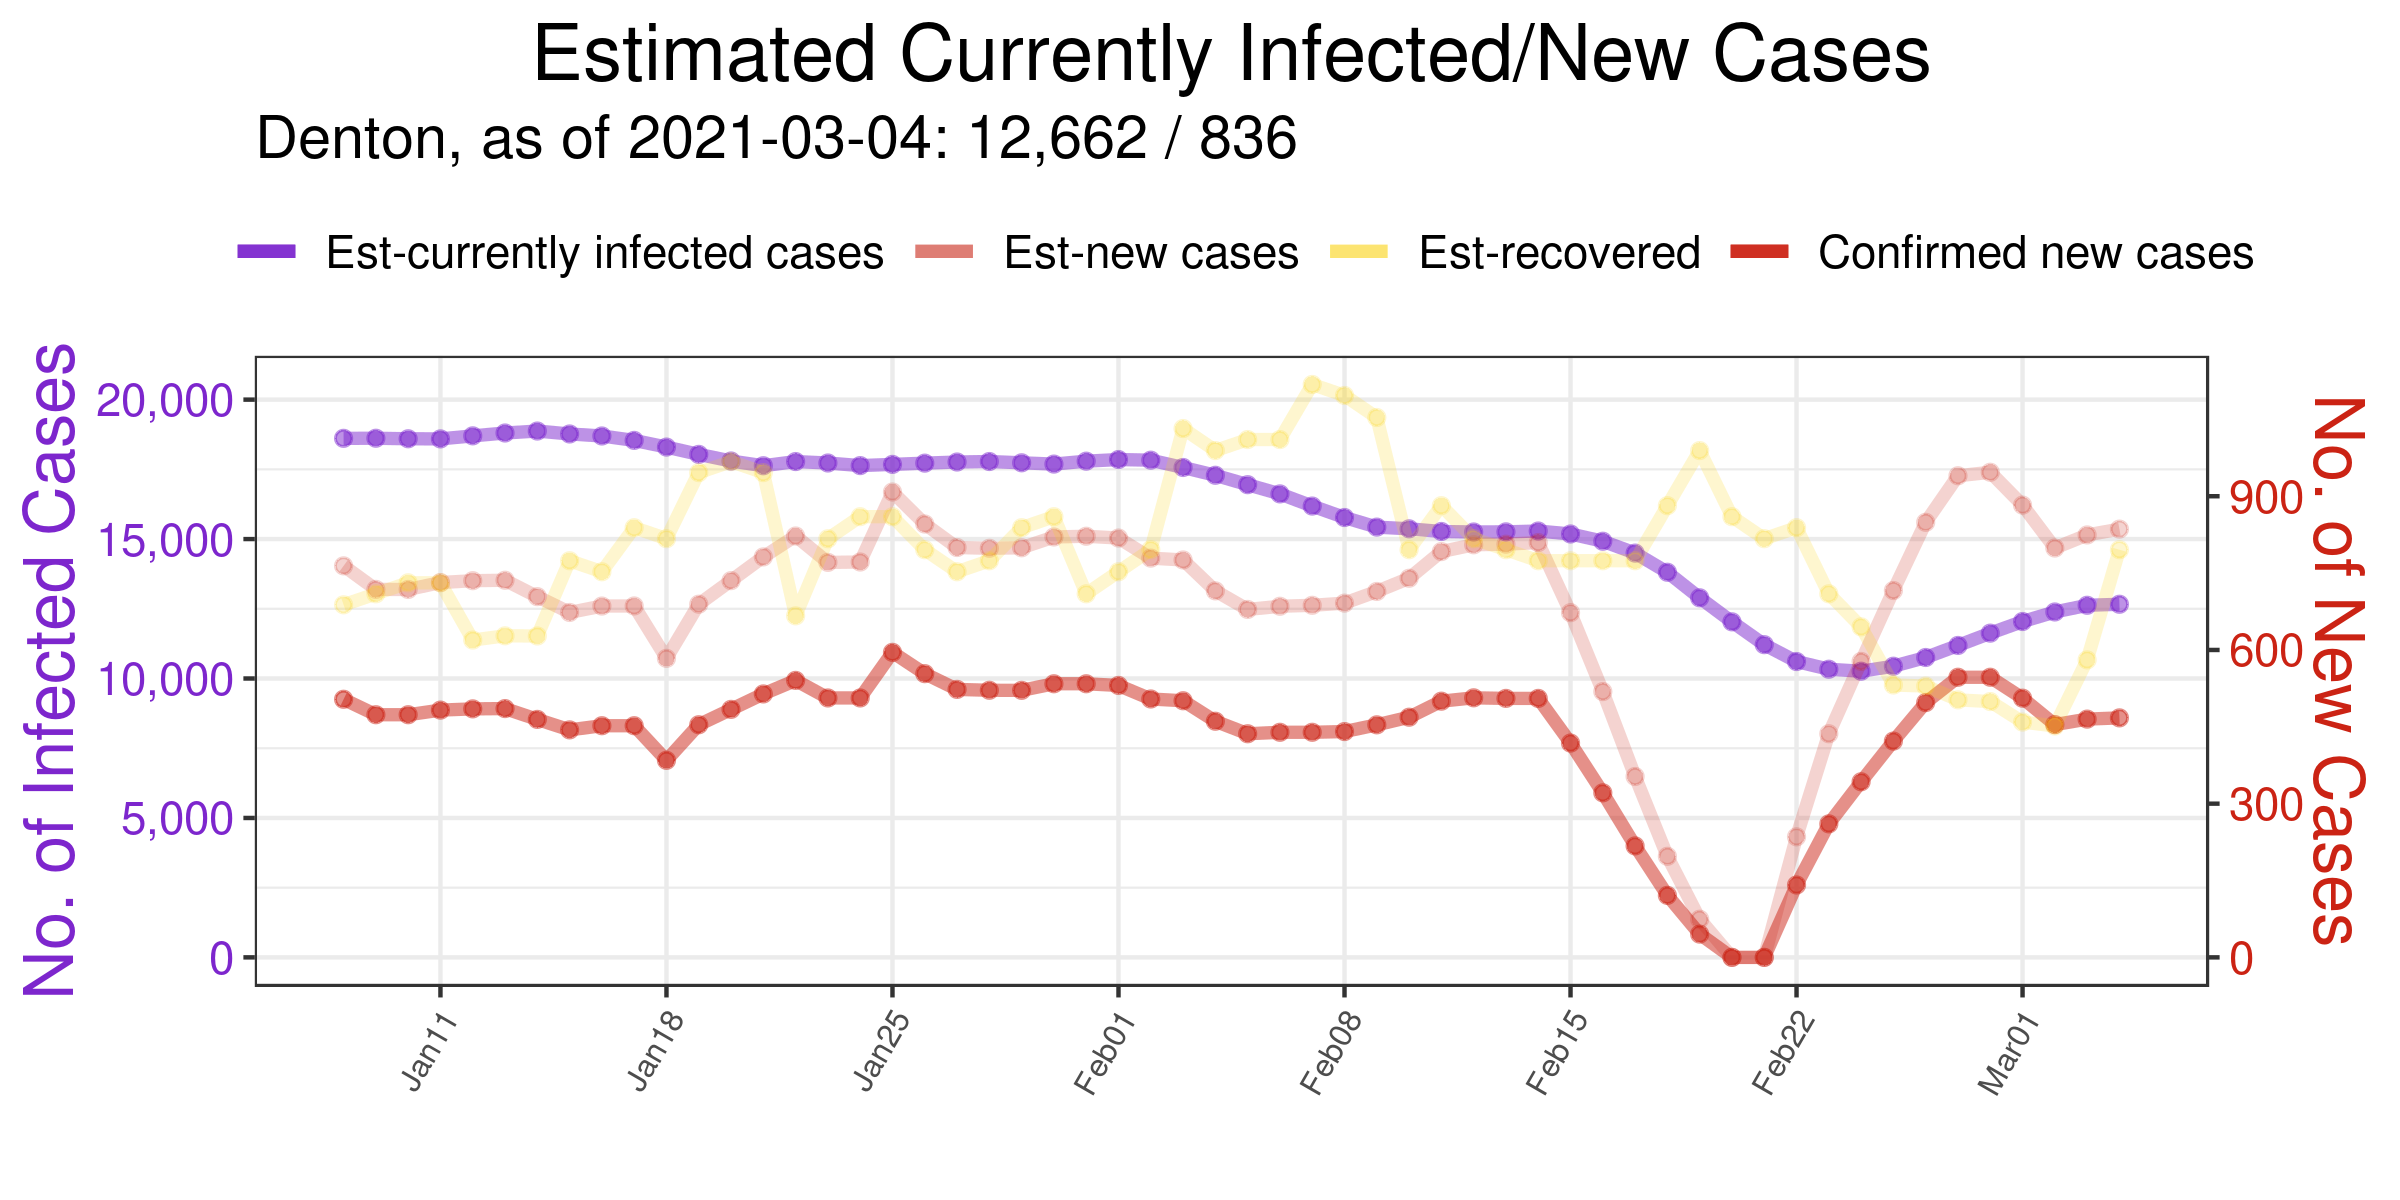 Estimated Currently Infected/New Cases
Denton, as of 2021-03-04: 12,662 / 836
Est-currently infected cases Est-new cases Est-recovered Confirmed new cases
No. of Infected Cases
20,000
15,000
10,000
5,000
0
900
600
300
0
No. of New Cases
Jan11 Jan18 Jan25 Feb01 Feb08 Feb15 Feb22 Mar01